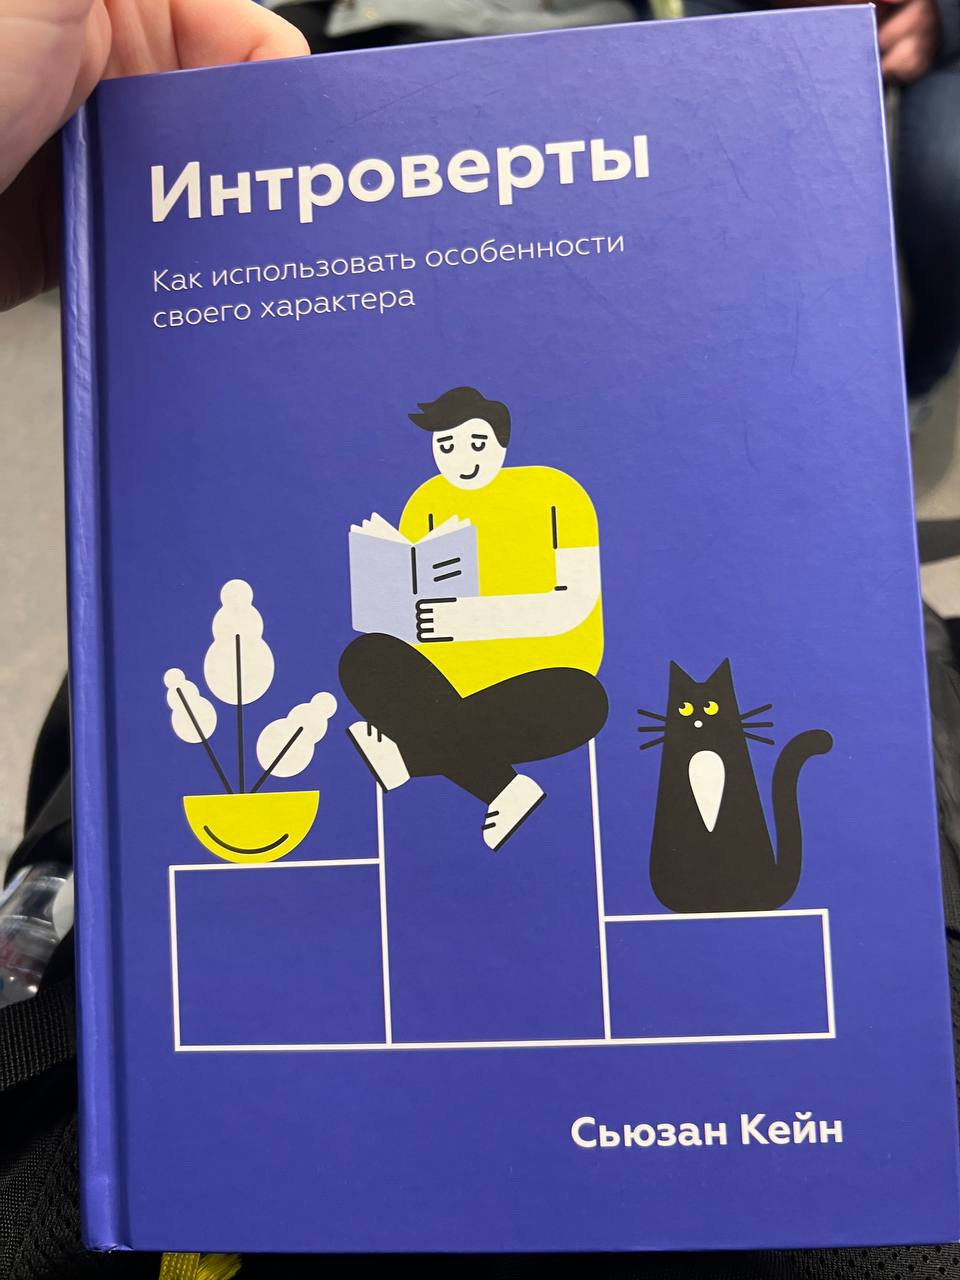 Интроверты
Как использовать особенности
своего характера
Сьюзан Кейн